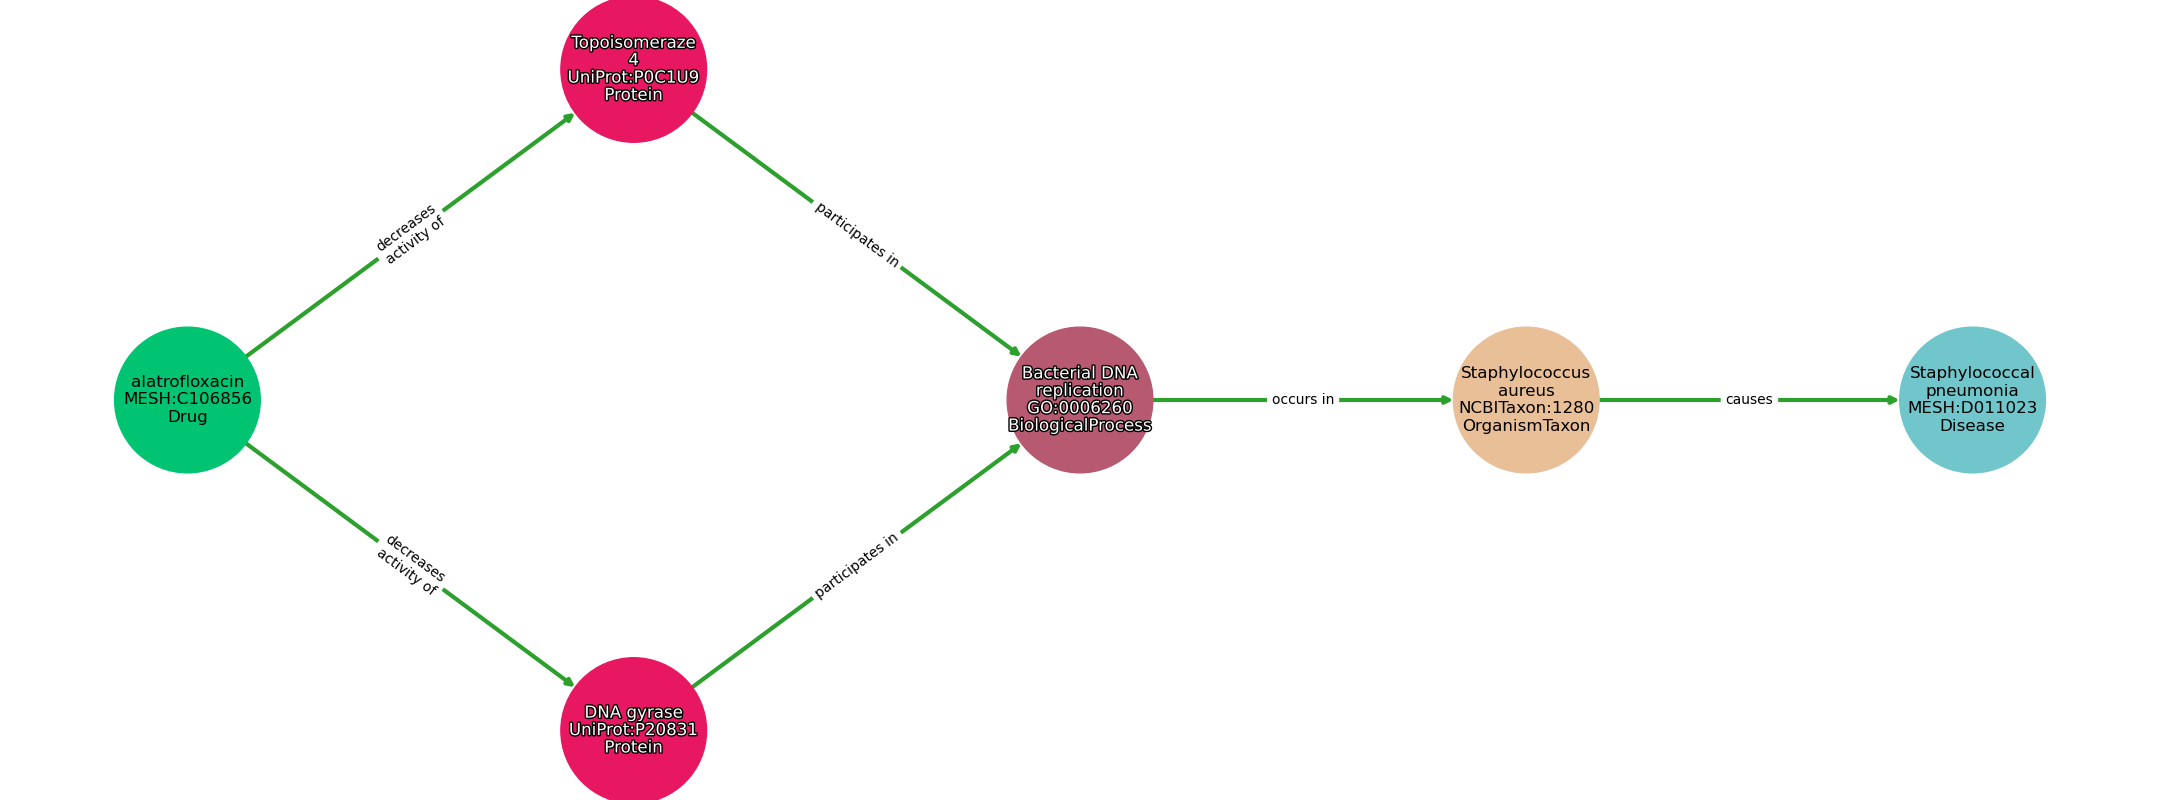 Topoisomeraze
4
UniProt:P0C1U9
Protein
decreases
activity of
participates in
alatrofloxacin
MESH:C106856
Drug
Bacterial DNA
replication
GO:0006260
BiologicalProcess
occurs in
Staphylococcus
aureus
NCBITaxon:1280
OrganismTaxon
causes
Staphylococcal
pneumonia
MESH:D011023
Disease
decreases
activity of
participates in
DNA gyrase
UniProt:P20831
Protein